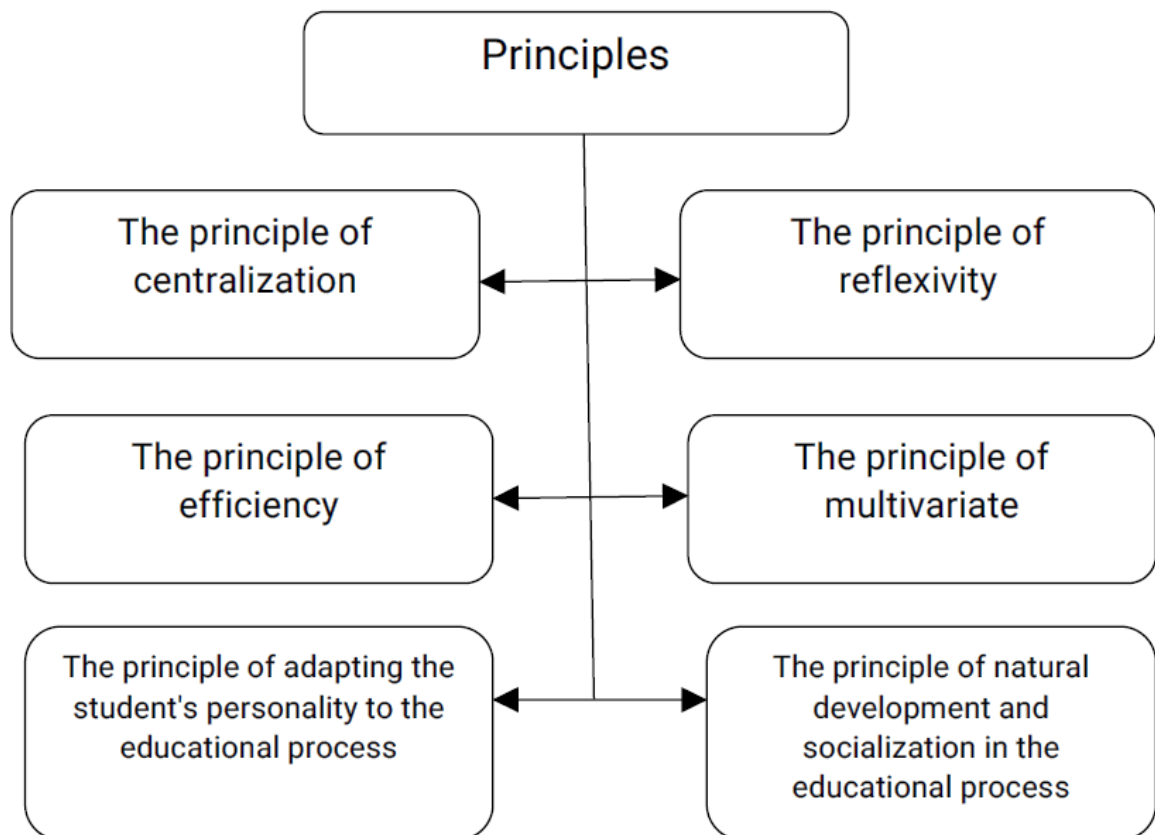 Principles
The principle of
centralization
The principle of
reflexivity
The principle of
efficiency
The principle of
multivariate
The principle of adapting the
student's personality to the
educational process
The principle of natural
development and
socialization in the
educational process